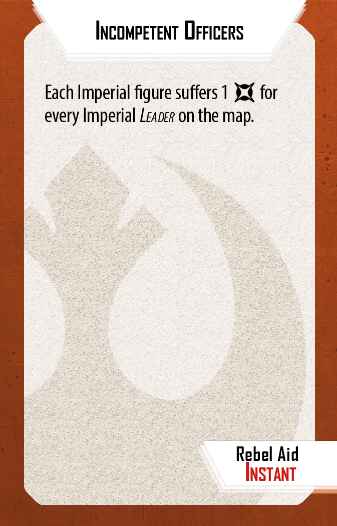 Incompetent Officers
Each Imperial figure suffers 1 for
every Imperial Leader on the map.
Rebel Aid
Instant